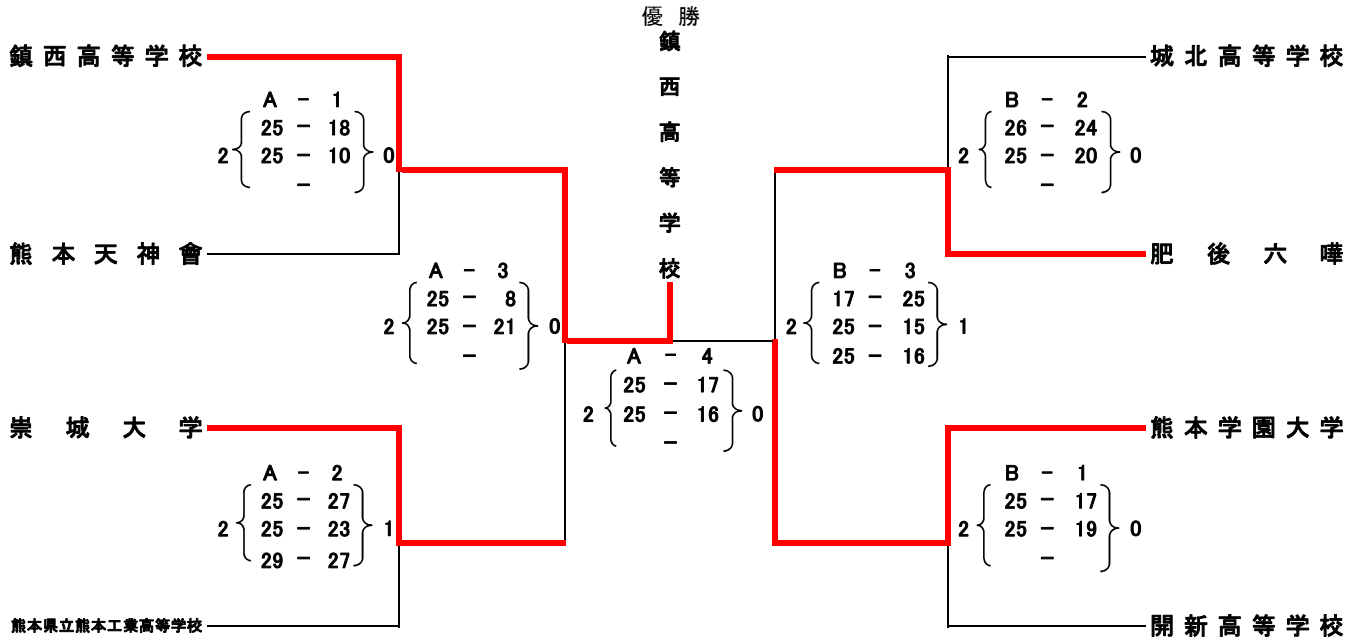 優 勝
鎮西高等学校
鎮西高等学校
A - 1
25 - 18
2 25 - 10 0
-
熊本天神會
A - 3
25 - 8
2 25 - 21 0
-
崇城大学
A - 2
25 - 27
2 25 - 23 1
29 - 27
熊本県立熊本工業高等学校
A - 4
25 - 17
2 25 - 16 0
-
城北高等学校
B - 2
26 - 24
2 25 - 20 0
-
肥後六嘩
B - 3
17 - 25
2 25 - 15 1
25 - 16
熊本学園大学
B - 1
25 - 17
2 25 - 19 0
-
開新高等学校